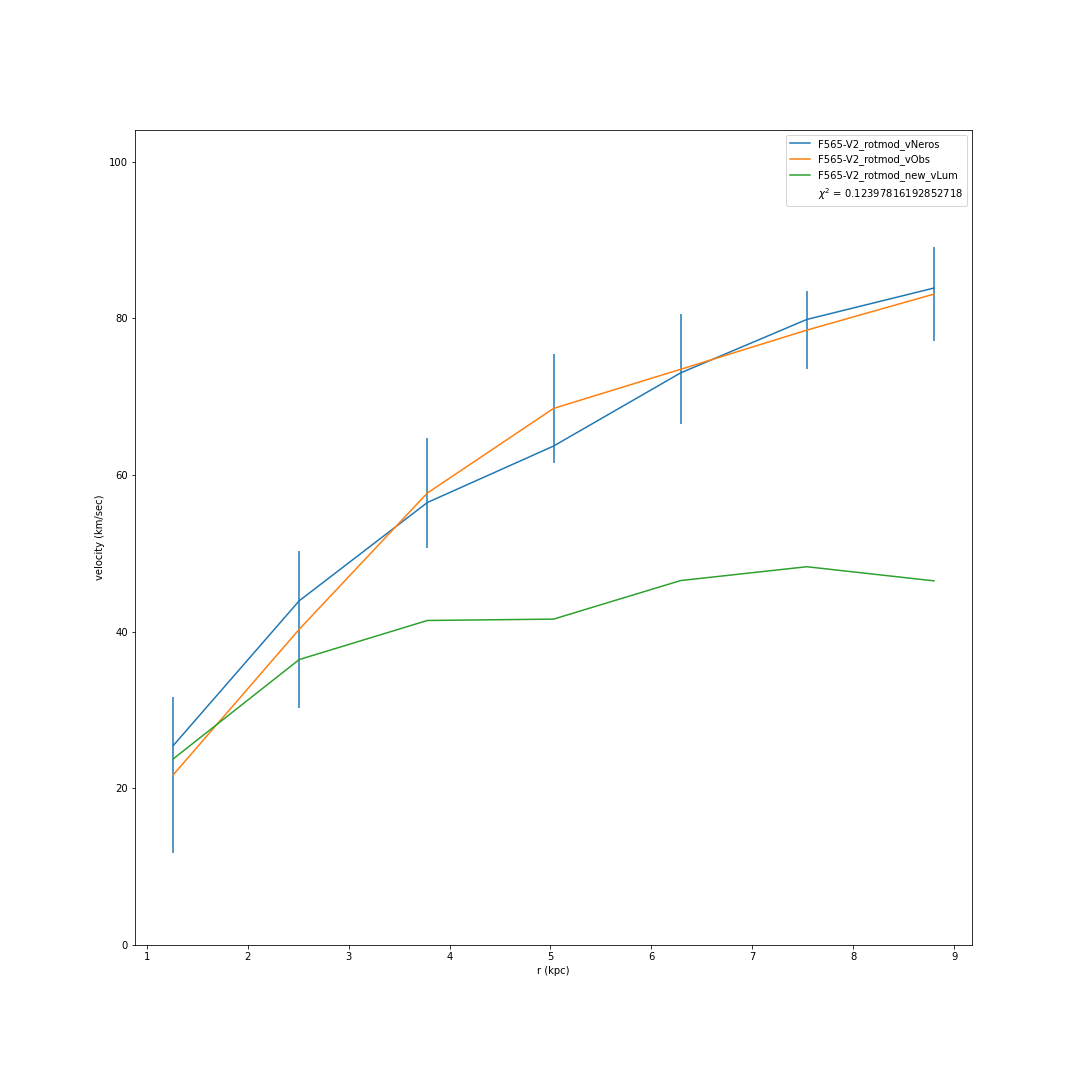 F565-V2_rotmod_vNeros
F565-V2_rotmod_vObs
F565-V2_rotmod_new_vLum
χ² = 0.12397816192852718
100
80
60
40
20
0
velocity (km/sec)
1 2 3 4 5 6 7 8 9
r (kpc)